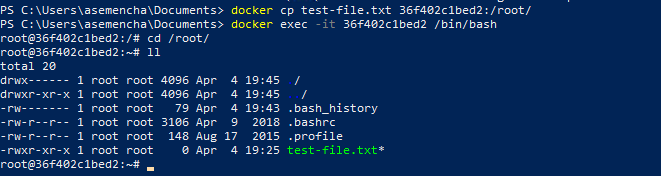 PS C:\Users\asemencha\Documents> docker cp test-file.txt 36f402c1bed2:/root/
PS C:\Users\asemencha\Documents> docker exec -it 36f402c1bed2 /bin/bash
root@36f402c1bed2:/# cd /root/
root@36f402c1bed2:~# ll
total 20
drwx------ 1 root root 4096 Apr  4 19:45 ./
drwxr-xr-x 1 root root 4096 Apr  4 19:45 ../
-rw------- 1 root root   79 Apr  4 19:43 .bash_history
-rw-r--r-- 1 root root 3106 Apr  9  2018 .bashrc
-rw-r--r-- 1 root root  148 Aug 17  2015 .profile
-rwxr-xr-x 1 root root    0 Apr  4 19:25 test-file.txt*
root@36f402c1bed2:~#